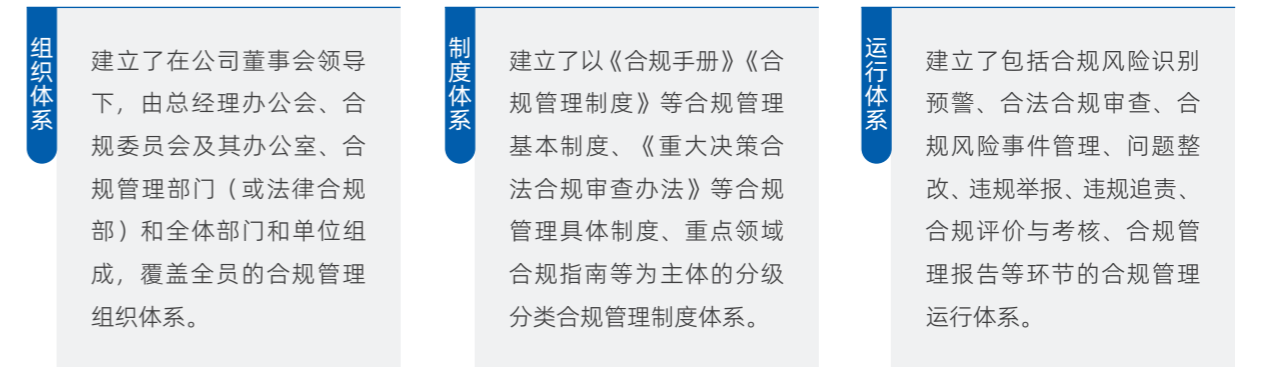 组织体系
建立了在公司董事会领导
下，由总经理办公会、合
规委员会及其办公室、合
规管理部门（或法律合规
部）和全体部门和单位组
成，覆盖全员的合规管理
组织体系。
制度体系
建立了以《合规手册》《合
规管理制度》等合规管理
基本制度、《重大决策合
法合规审查办法》等合规
管理具体制度、重点领域
合规指南等为主体的分级
分类合规管理制度体系。
运行体系
建立了包括合规风险识别
预警、合法合规审查、合
规风险事件管理、问题整
改、违规举报、违规追责、
合规评价与考核、合规管
理报告等环节的合规管理
运行体系。